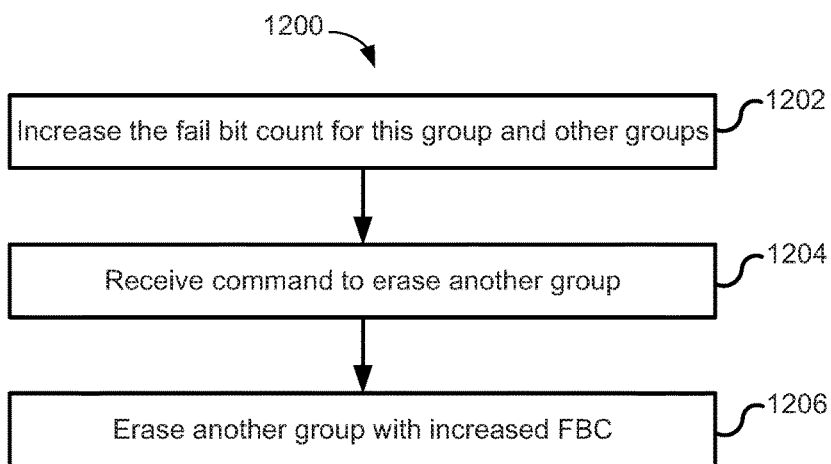 1200
1202
Increase the fail bit count for this group and other groups
1204
Receive command to erase another group
1206
Erase another group with increased FBC